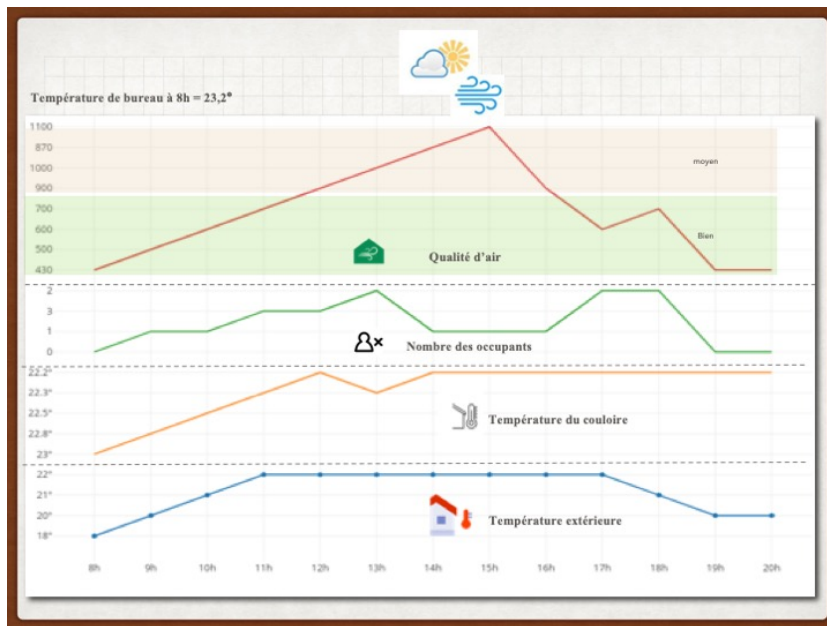 Température de bureau à 8h = 23,2°
1100
870
1000
900
moyen
700
600
Bien
500
Qualité d'air
430
2
3
1
Nombre des occupants
0
22.2°
22.3°
22.5°
Température du couloire
22.8°
23°
22°
21°
20°
Température extérieure
18°
8h 9h 10h 11h 12h 13h 14h 15h 16h 17h 18h 19h 20h